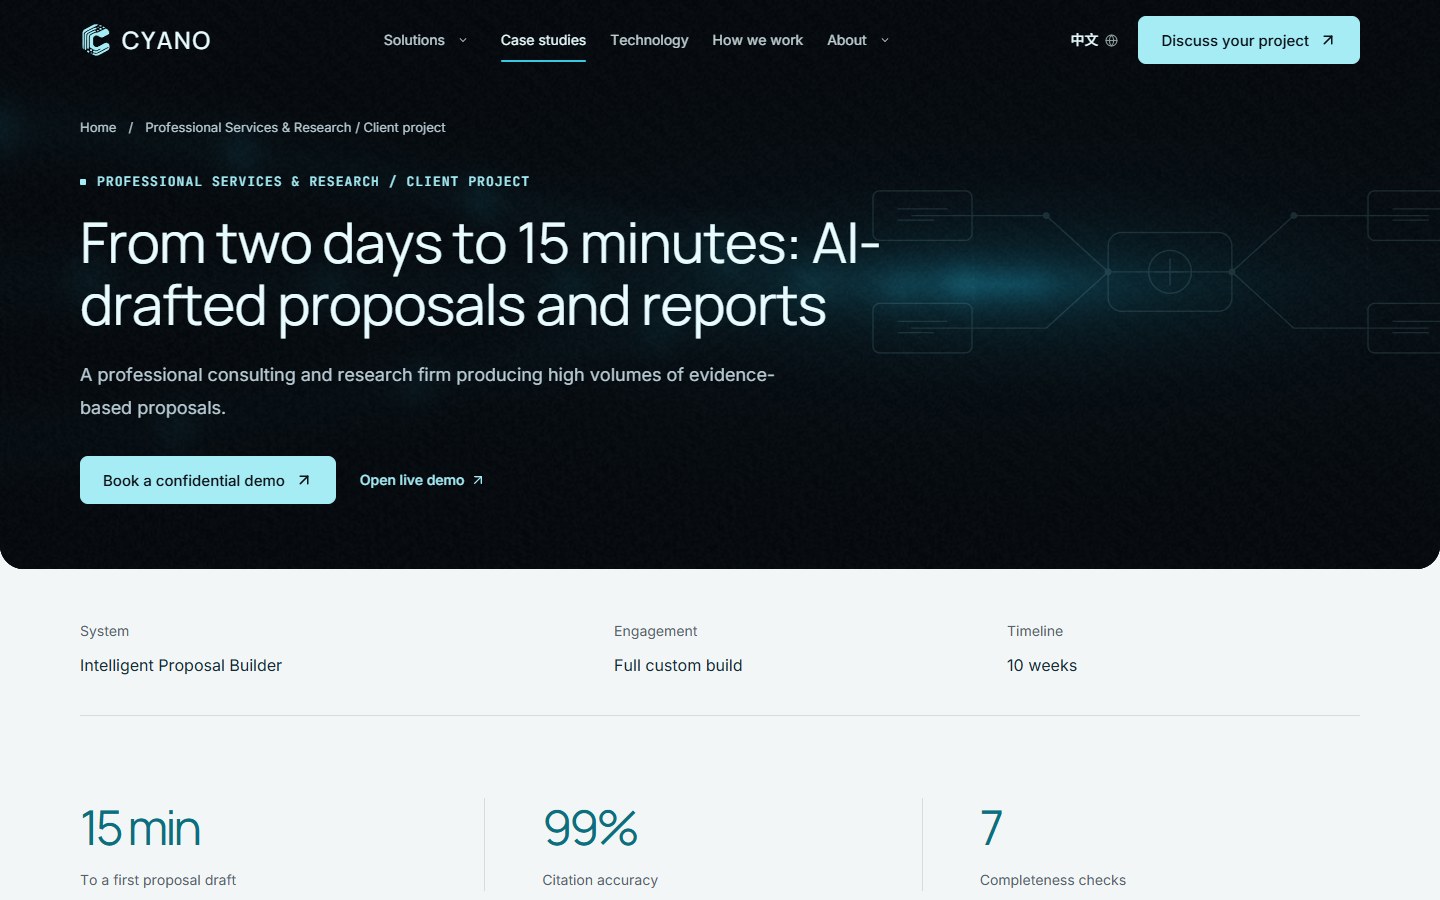 CYANO
Solutions
Case studies
Technology
How we work
About
中文
Discuss your project
Home / Professional Services & Research / Client project
PROFESSIONAL SERVICES & RESEARCH / CLIENT PROJECT
From two days to 15 minutes: AI-
drafted proposals and reports
A professional consulting and research firm producing high volumes of evidence-
based proposals.
Book a confidential demo
Open live demo
System
Intelligent Proposal Builder
Engagement
Full custom build
Timeline
10 weeks
15 min
To a first proposal draft
99%
Citation accuracy
7
Completeness checks